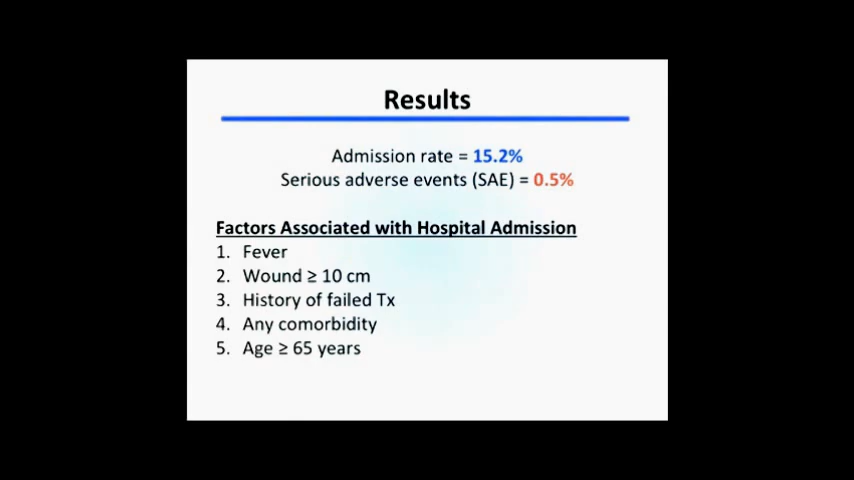 Results
Admission rate = 15.2%
Serious adverse events (SAE) = 0.5%
Factors Associated with Hospital Admission
1. Fever
2. Wound ≥ 10 cm
3. History of failed Tx
4. Any comorbidity
5. Age ≥ 65 years